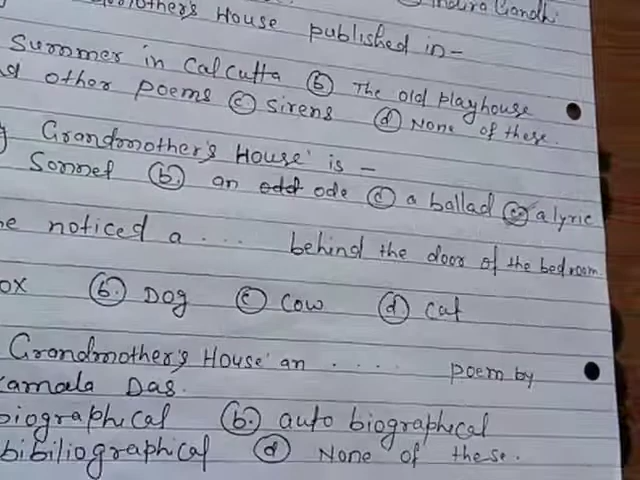 Indira Gandhi.
House published in-
Summer in Calcutta (b) The old playhouse
other poems (c) sirens (d) None of these.
Grandmother's House' is -
Sonnet (b.) an ode (c) a ballad (d) a lyric
noticed a ... behind the door of the bedroom.
ox (b.) Dog (c) Cow (d.) Cat
Grandmother's House' an .... poem by
Kamala Das.
biographical (b.) auto biographical
bibiliographical (d) None of these.